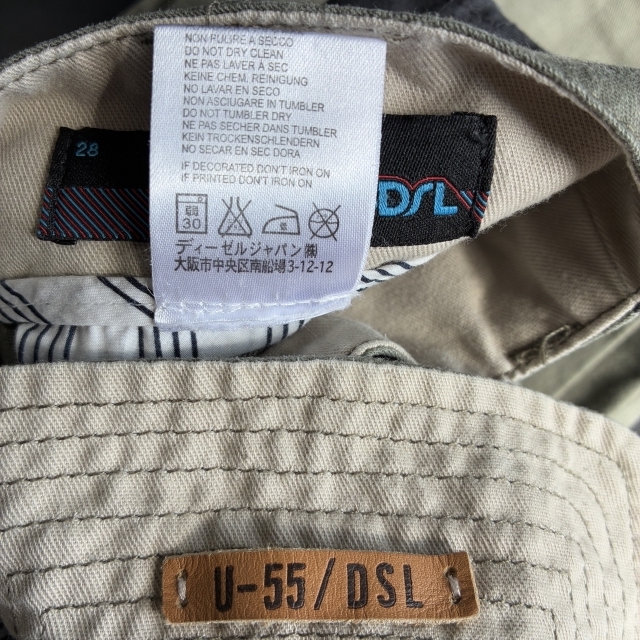 NON PULIRE A SECCO
DO NOT DRY CLEAN
NE PAS LAVER À SEC
KEINE CHEM. REINIGUNG
NO LAVAR EN SECO
NON ASCIUGARE IN TUMBLER
DO NOT TUMBLER DRY
NE PAS SECHER DANS TUMBLER
KEIN TROCKENSCHLEUDERN
NO SECAR EN SEC DORA
IF DECORATED DON'T IRON ON
IF PRINTED DON'T IRON ON
28
DSL
30
ディーゼルジャパン㈱
大阪市中央区南船場3-12-12
U-55/DSL